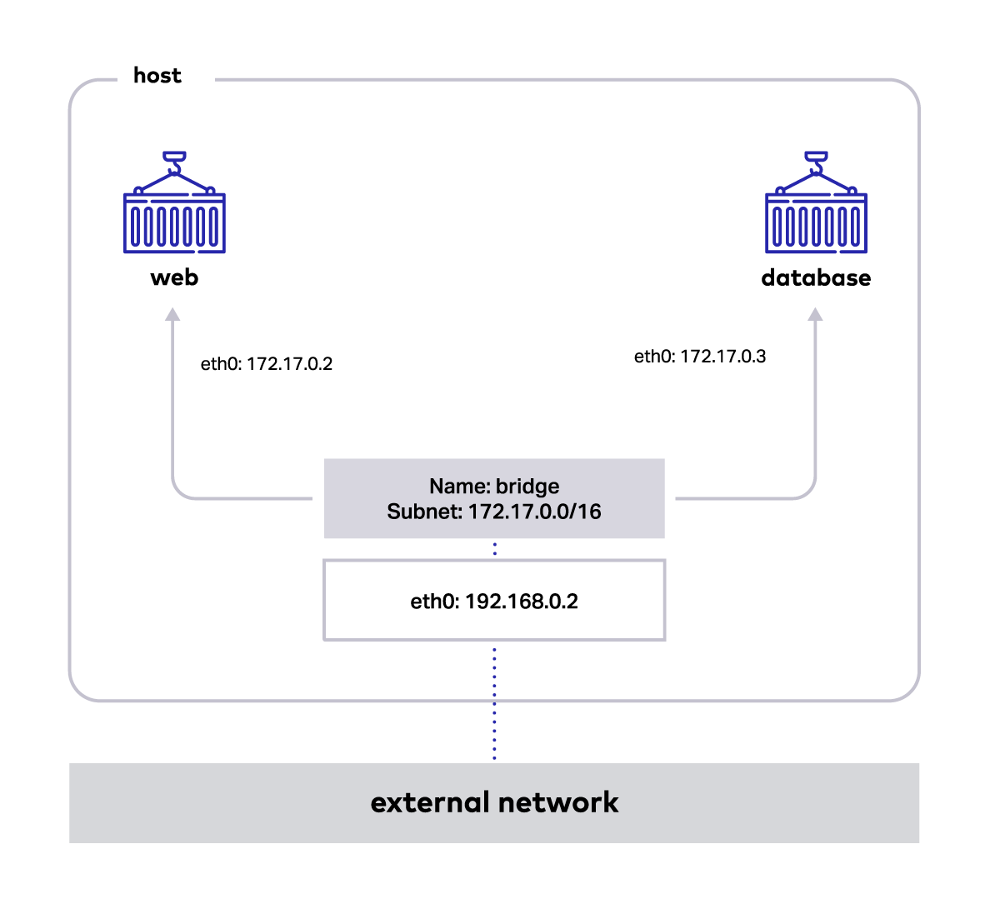 host
web
database
eth0: 172.17.0.2
eth0: 172.17.0.3
Name: bridge
Subnet: 172.17.0.0/16
eth0: 192.168.0.2
external network